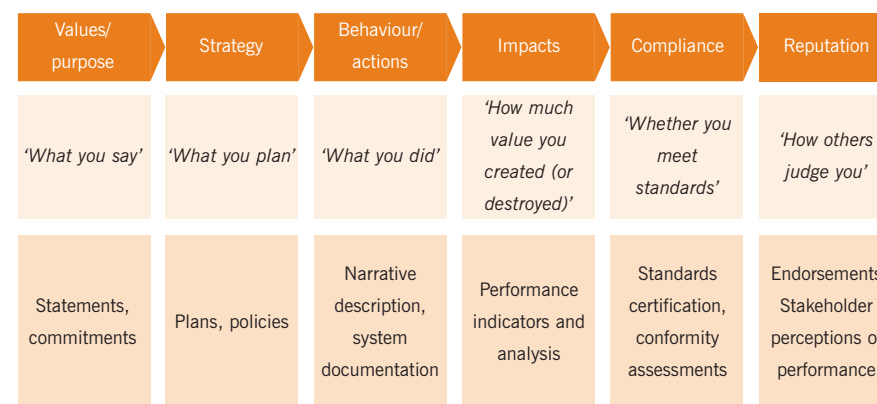 Values/
purpose
Strategy
Behaviour/
actions
Impacts
Compliance
Reputation
‘What you say’
‘What you plan’
‘What you did’
‘How much
value you
created (or
destroyed)’
‘Whether you
meet
standards’
‘How others
judge you’
Statements,
commitments
Plans, policies
Narrative
description,
system
documentation
Performance
indicators and
analysis
Standards
certification,
conformity
assessments
Endorsements
Stakeholder
perceptions o
performance